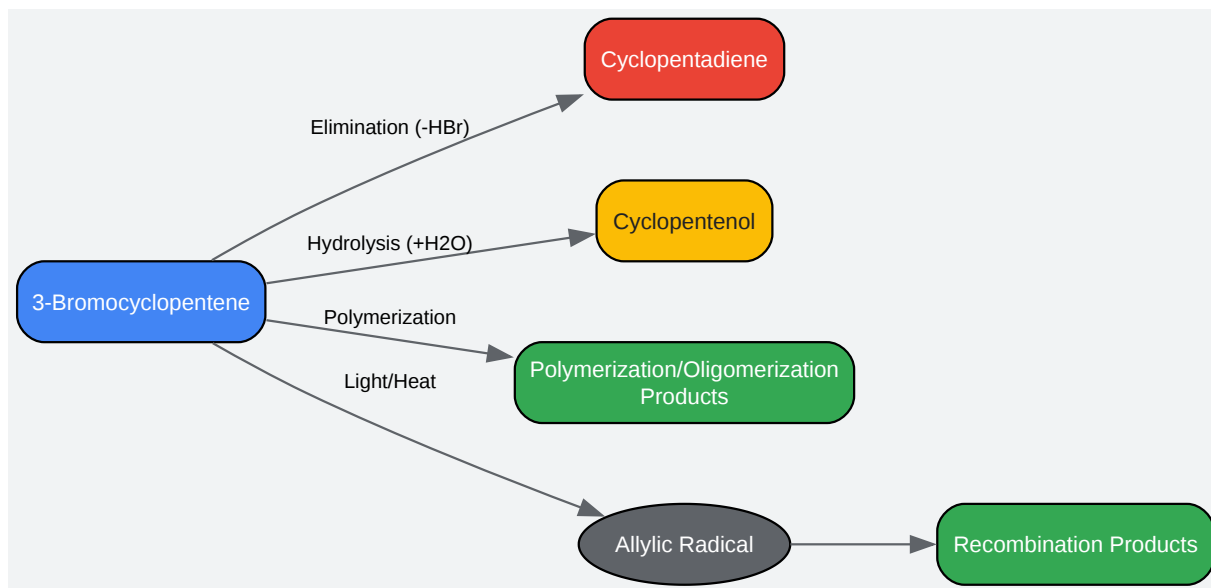 Cyclopentadiene
Elimination (-HBr)
Cyclopentenol
Hydrolysis (+H2O)
3-Bromocyclopentene
Polymerization
Polymerization/Oligomerization
Products
Light/Heat
Allylic Radical
Recombination Products